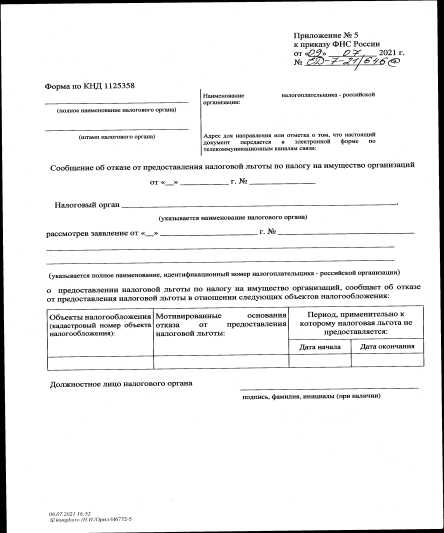 Приложение № 5
к приказу ФНС России
от «09» 07 2021 г.
№ ЕД-7-21/646@
Форма по КНД 1125358
(полное наименование налогового органа)
(штамп налогового органа)
Наименование налогоплательщика - российской
организации:
Адрес для направления или отметка о том, что настоящий
документ передается в электронной форме по
телекоммуникационным каналам связи:
Сообщение об отказе от предоставления налоговой льготы по налогу на имущество организаций
от «__» ____________ г. № ________________
Налоговый орган ________________.
(указывается наименование налогового органа)
рассмотрев заявление от «__» ________________ г. № ________________
(указывается полное наименование, идентификационный номер налогоплательщика - российской организации)
о предоставлении налоговой льготы по налогу на имущество организаций, сообщает об отказе
от предоставления налоговой льготы в отношении следующих объектов налогообложения:
Объекты налогообложения
(кадастровый номер объекта
налогообложения):
Мотивированные основания
отказа от предоставления
налоговой льготы:
Период, применительно к
которому налоговая льгота не
предоставляется:
Дата начала
Дата окончания
Должностное лицо налогового органа
подпись, фамилия, инициалы (при наличии)
06.07.2021 16:52